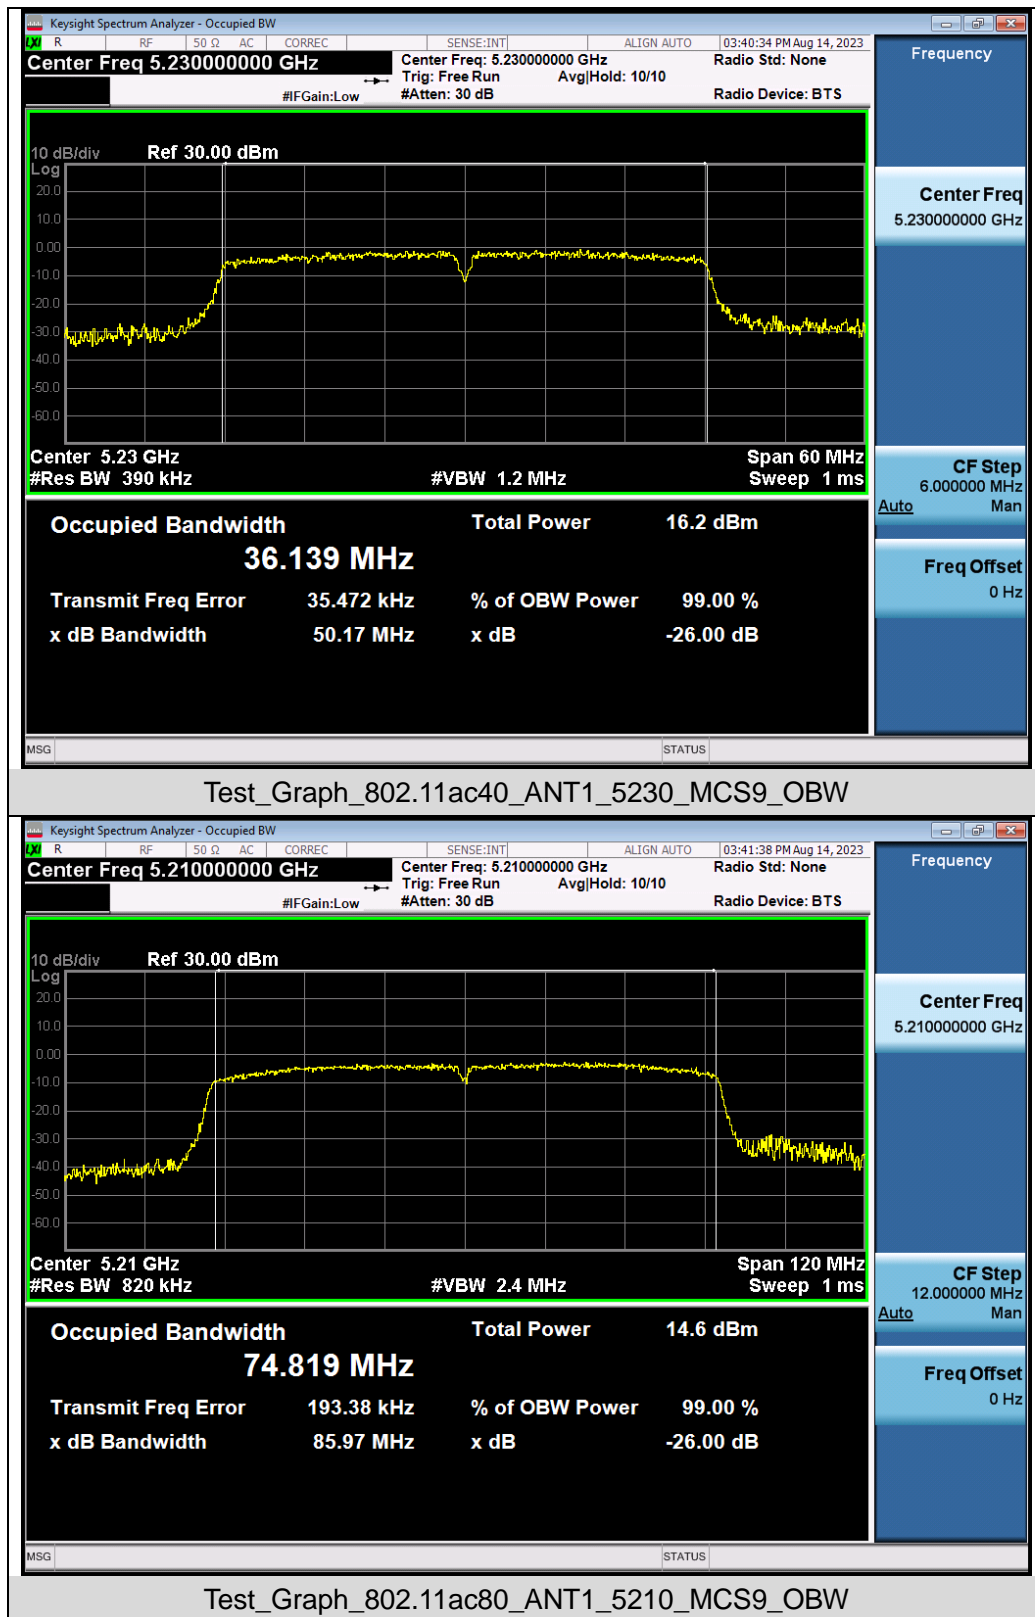 Keysight Spectrum Analyzer - Occupied BW
LXI R RF 50 Ω AC CORREC SENSE:INT ALIGN AUTO 03:40:34 PM Aug 14, 2023
Center Freq 5.230000000 GHz
Center Freq: 5.230000000 GHz
Radio Std: None
Trig: Free Run Avg|Hold: 10/10
#IFGain:Low #Atten: 30 dB Radio Device: BTS
Frequency
10 dB/div Ref 30.00 dBm
Log
20.0
10.0
0.00
-10.0
-20.0
-30.0
-40.0
-50.0
-60.0
Center 5.23 GHz Span 60 MHz
#Res BW 390 kHz #VBW 1.2 MHz Sweep 1 ms
Center Freq
5.230000000 GHz
CF Step
6.000000 MHz
Auto Man
Freq Offset
0 Hz
Occupied Bandwidth Total Power 16.2 dBm
36.139 MHz
Transmit Freq Error 35.472 kHz % of OBW Power 99.00 %
x dB Bandwidth 50.17 MHz x dB -26.00 dB
MSG STATUS
Test_Graph_802.11ac40_ANT1_5230_MCS9_OBW
Keysight Spectrum Analyzer - Occupied BW
LXI R RF 50 Ω AC CORREC SENSE:INT ALIGN AUTO 03:41:38 PM Aug 14, 2023
Center Freq 5.210000000 GHz
Center Freq: 5.210000000 GHz
Radio Std: None
Trig: Free Run Avg|Hold: 10/10
#IFGain:Low #Atten: 30 dB Radio Device: BTS
Frequency
10 dB/div Ref 30.00 dBm
Log
20.0
10.0
0.00
-10.0
-20.0
-30.0
-40.0
-50.0
-60.0
Center 5.21 GHz Span 120 MHz
#Res BW 820 kHz #VBW 2.4 MHz Sweep 1 ms
Center Freq
5.210000000 GHz
CF Step
12.000000 MHz
Auto Man
Freq Offset
0 Hz
Occupied Bandwidth Total Power 14.6 dBm
74.819 MHz
Transmit Freq Error 193.38 kHz % of OBW Power 99.00 %
x dB Bandwidth 85.97 MHz x dB -26.00 dB
MSG STATUS
Test_Graph_802.11ac80_ANT1_5210_MCS9_OBW